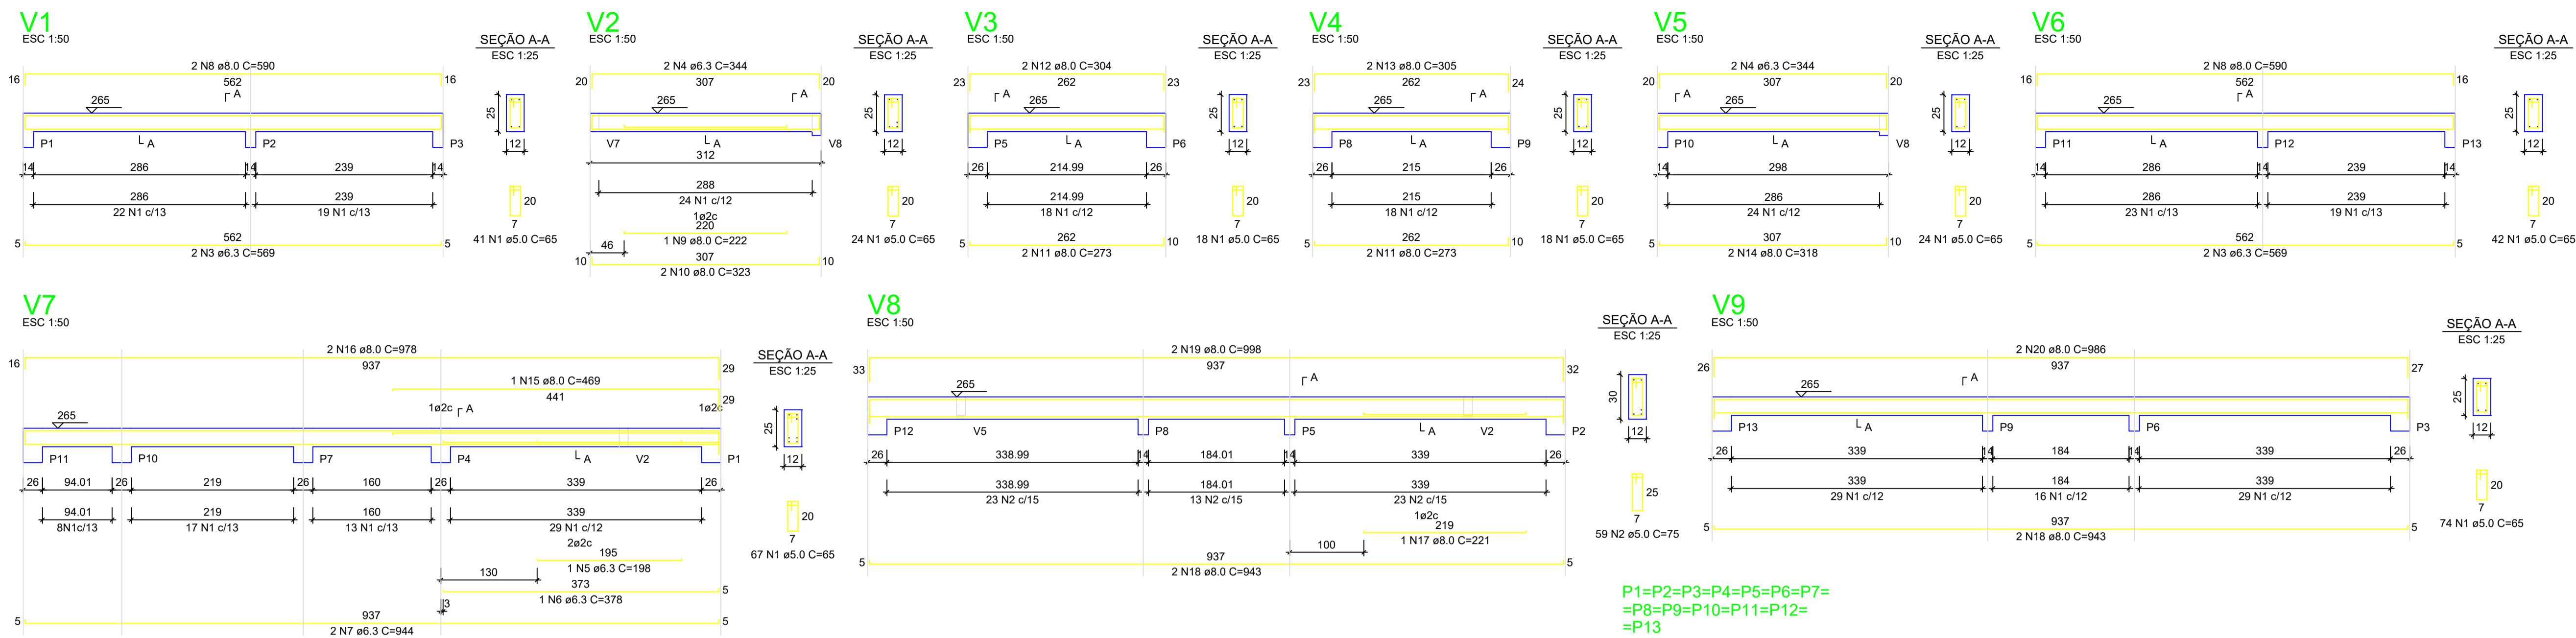 V1
ESC 1:50
SEÇÃO A-A
ESC 1:25
2 N8 ø8.0 C=590
16
562
16
A
265
25
12
P1
A
P2
P3
14
286
14
239
14
286
239
22 N1 c/13
19 N1 c/13
20
7
41 N1 ø5.0 C=65
5
562
5
2 N3 ø6.3 C=569
V2
ESC 1:50
SEÇÃO A-A
ESC 1:25
2 N4 ø6.3 C=344
20
307
20
A
265
25
12
V7
A
V8
312
288
24 N1 c/12
1ø2c
220
46
1 N9 ø8.0 C=222
20
7
24 N1 ø5.0 C=65
10
307
10
2 N10 ø8.0 C=323
V3
ESC 1:50
SEÇÃO A-A
ESC 1:25
2 N12 ø8.0 C=304
23
262
23
A
265
25
12
P5
A
P6
26
214.99
26
214.99
18 N1 c/12
20
7
18 N1 ø5.0 C=65
5
262
10
2 N11 ø8.0 C=273
V4
ESC 1:50
SEÇÃO A-A
ESC 1:25
2 N13 ø8.0 C=305
23
262
24
A
265
25
12
P8
A
P9
26
215
26
215
18 N1 c/12
20
7
18 N1 ø5.0 C=65
5
262
10
2 N11 ø8.0 C=273
V5
ESC 1:50
SEÇÃO A-A
ESC 1:25
2 N4 ø6.3 C=344
20
307
20
A
265
25
12
P10
A
V8
14
298
286
24 N1 c/12
20
7
24 N1 ø5.0 C=65
5
307
10
2 N14 ø8.0 C=318
V6
ESC 1:50
SEÇÃO A-A
ESC 1:25
2 N8 ø8.0 C=590
16
562
16
A
265
25
12
P11
A
P12
P13
14
286
14
239
14
286
239
23 N1 c/13
19 N1 c/13
20
7
42 N1 ø5.0 C=65
5
562
5
2 N3 ø6.3 C=569
V7
ESC 1:50
SEÇÃO A-A
ESC 1:25
2 N16 ø8.0 C=978
16
937
29
1 N15 ø8.0 C=469
441
29
1ø2c
A
1ø2c
265
25
12
P11
P10
P7
P4
A
V2
P1
26
94.01
26
219
26
160
26
339
26
94.01
219
160
339
8N1c/13
17 N1 c/13
13 N1 c/13
29 N1 c/12
20
7
67 N1 ø5.0 C=65
2ø2c
195
130
1 N5 ø6.3 C=198
373
5
1 N6 ø6.3 C=378
3
5
937
5
2 N7 ø6.3 C=944
V8
ESC 1:50
SEÇÃO A-A
ESC 1:25
2 N19 ø8.0 C=998
33
937
32
A
265
30
12
P12
V5
P8
P5
A
V2
P2
26
338.99
14
184.01
14
339
26
338.99
184.01
339
23 N2 c/15
13 N2 c/15
23 N2 c/15
25
7
59 N2 ø5.0 C=75
1ø2c
219
100
1 N17 ø8.0 C=221
5
937
5
2 N18 ø8.0 C=943
V9
ESC 1:50
SEÇÃO A-A
ESC 1:25
2 N20 ø8.0 C=986
26
937
27
A
265
25
12
P13
A
P9
P6
P3
26
339
14
184
14
339
26
339
184
339
29 N1 c/12
16 N1 c/12
29 N1 c/12
20
7
74 N1 ø5.0 C=65
5
937
5
2 N18 ø8.0 C=943
P1=P2=P3=P4=P5=P6=P7=
=P8=P9=P10=P11=P12=
=P13